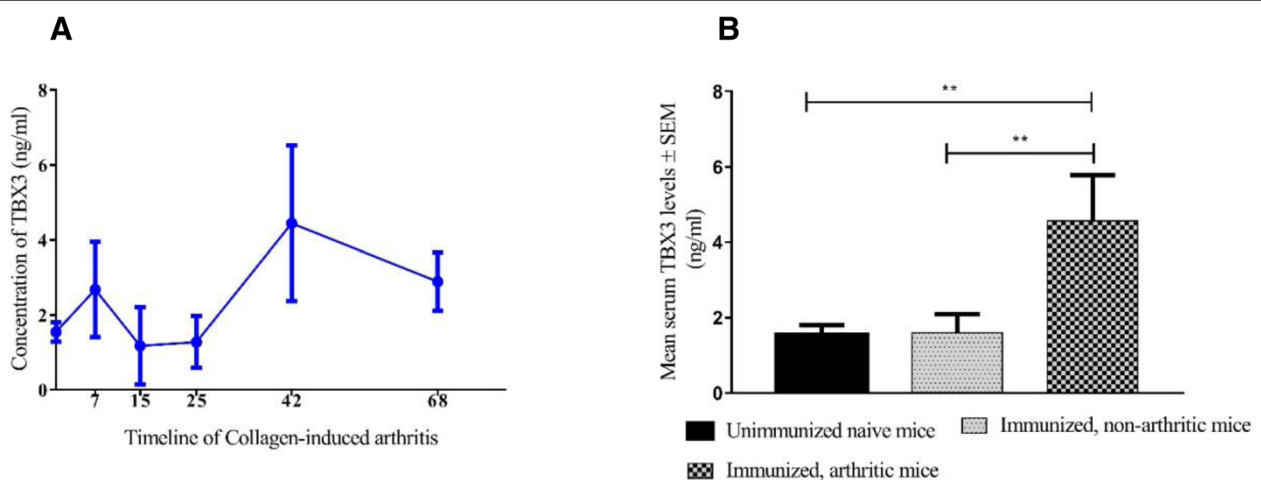 A
B
Concentration of TBX3 (ng/ml)
8
6
4
2
0
7 15 25 42 68
Timeline of Collagen-induced arthritis
Mean serum TBX3 levels ± SEM
(ng/ml)
8
6
4
2
0
**
**
Unimmunized naive mice
Immunized, non-arthritic mice
Immunized, arthritic mice